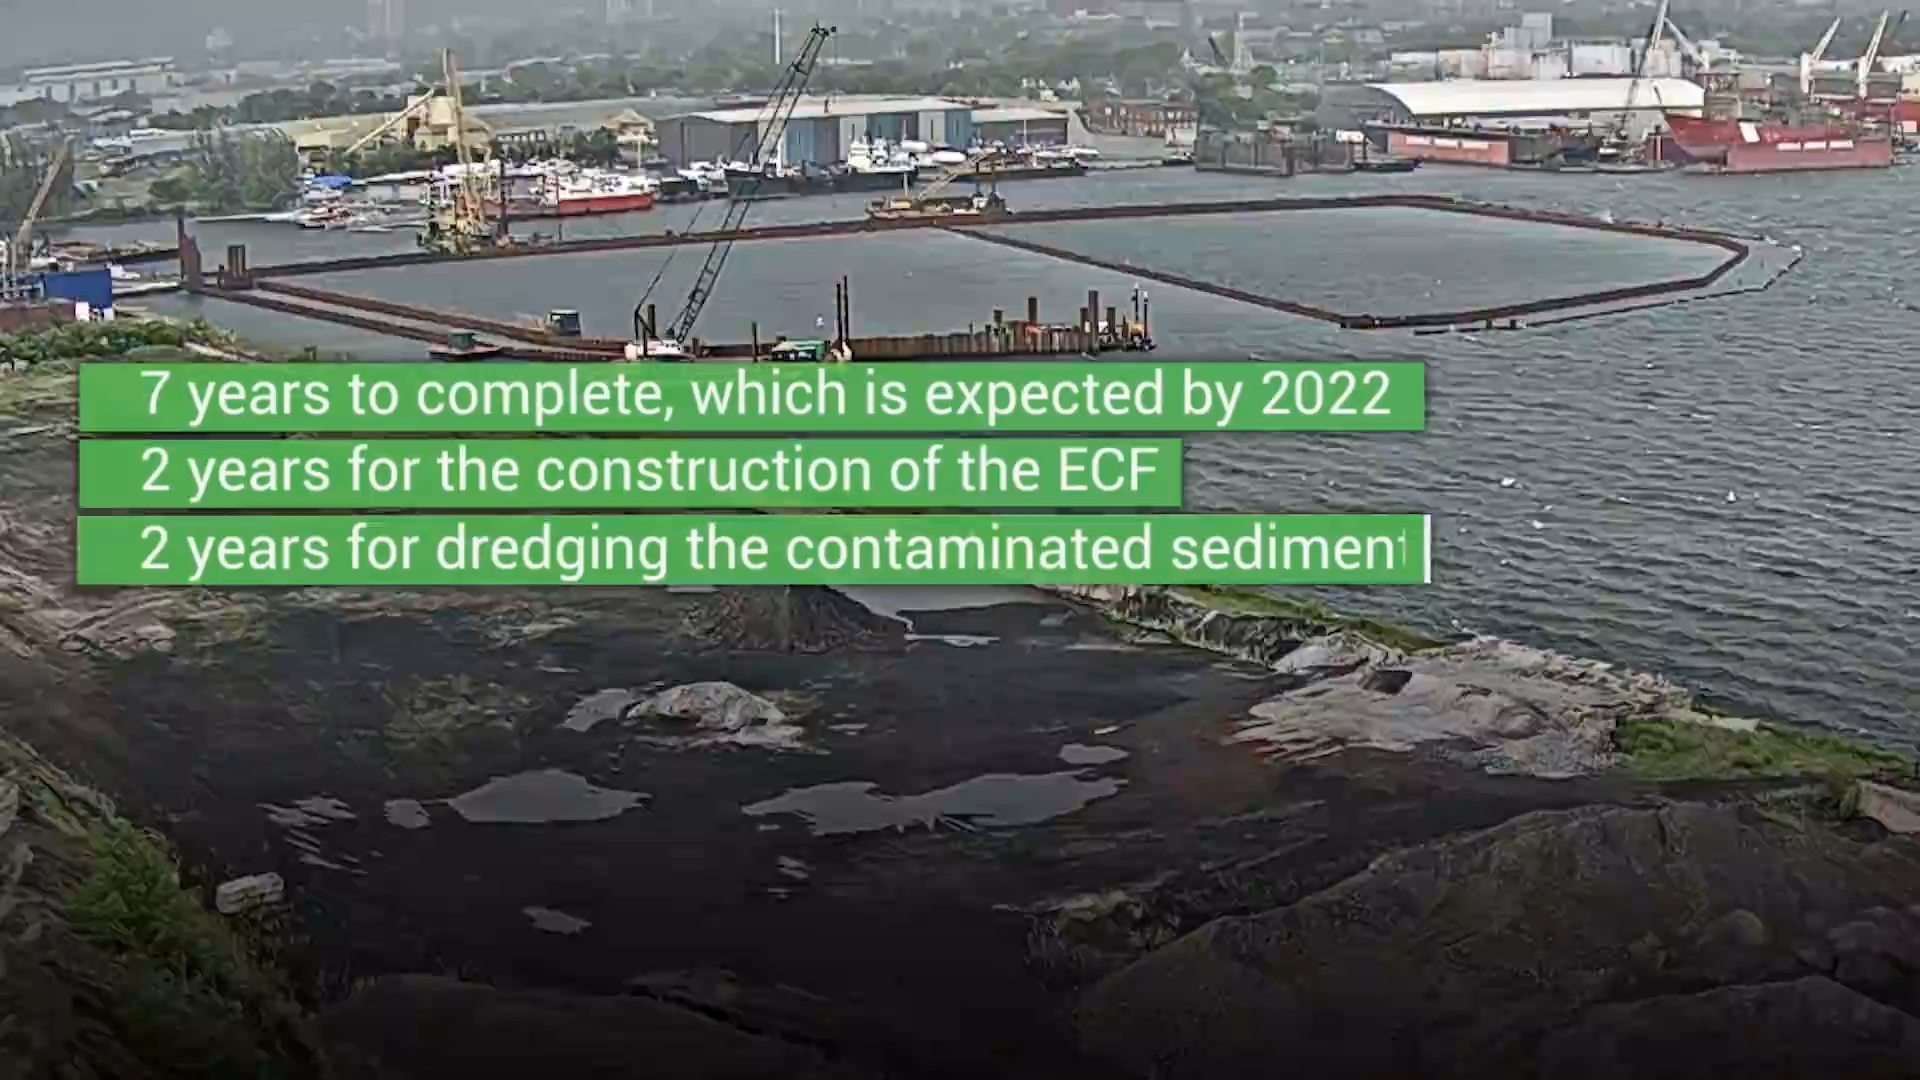 7 years to complete, which is expected by 2022
2 years for the construction of the ECF
2 years for dredging the contaminated sediment